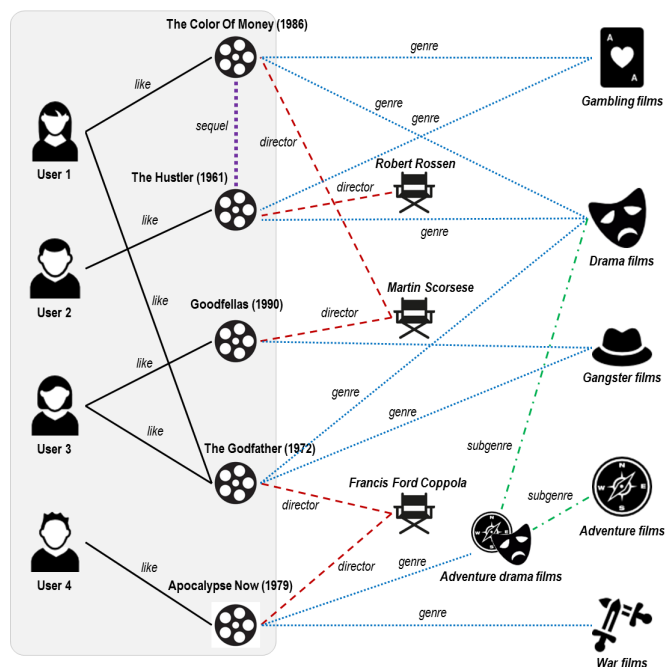 The Color Of Money (1986)
genre
A
A
Gambling films
like
genre
genre
sequel
director
User 1
The Hustler (1961)
Robert Rossen
director
like
genre
Drama films
User 2
Martin Scorsese
Goodfellas (1990)
like
director
Gangster films
like
genre
genre
like
User 3
The Godfather (1972)
subgenre
N
W
E
S
Francis Ford Coppola
subgenre
director
Adventure films
N
W
E
S
like
director
User 4
Adventure drama films
Apocalypse Now (1979)
genre
genre
War films